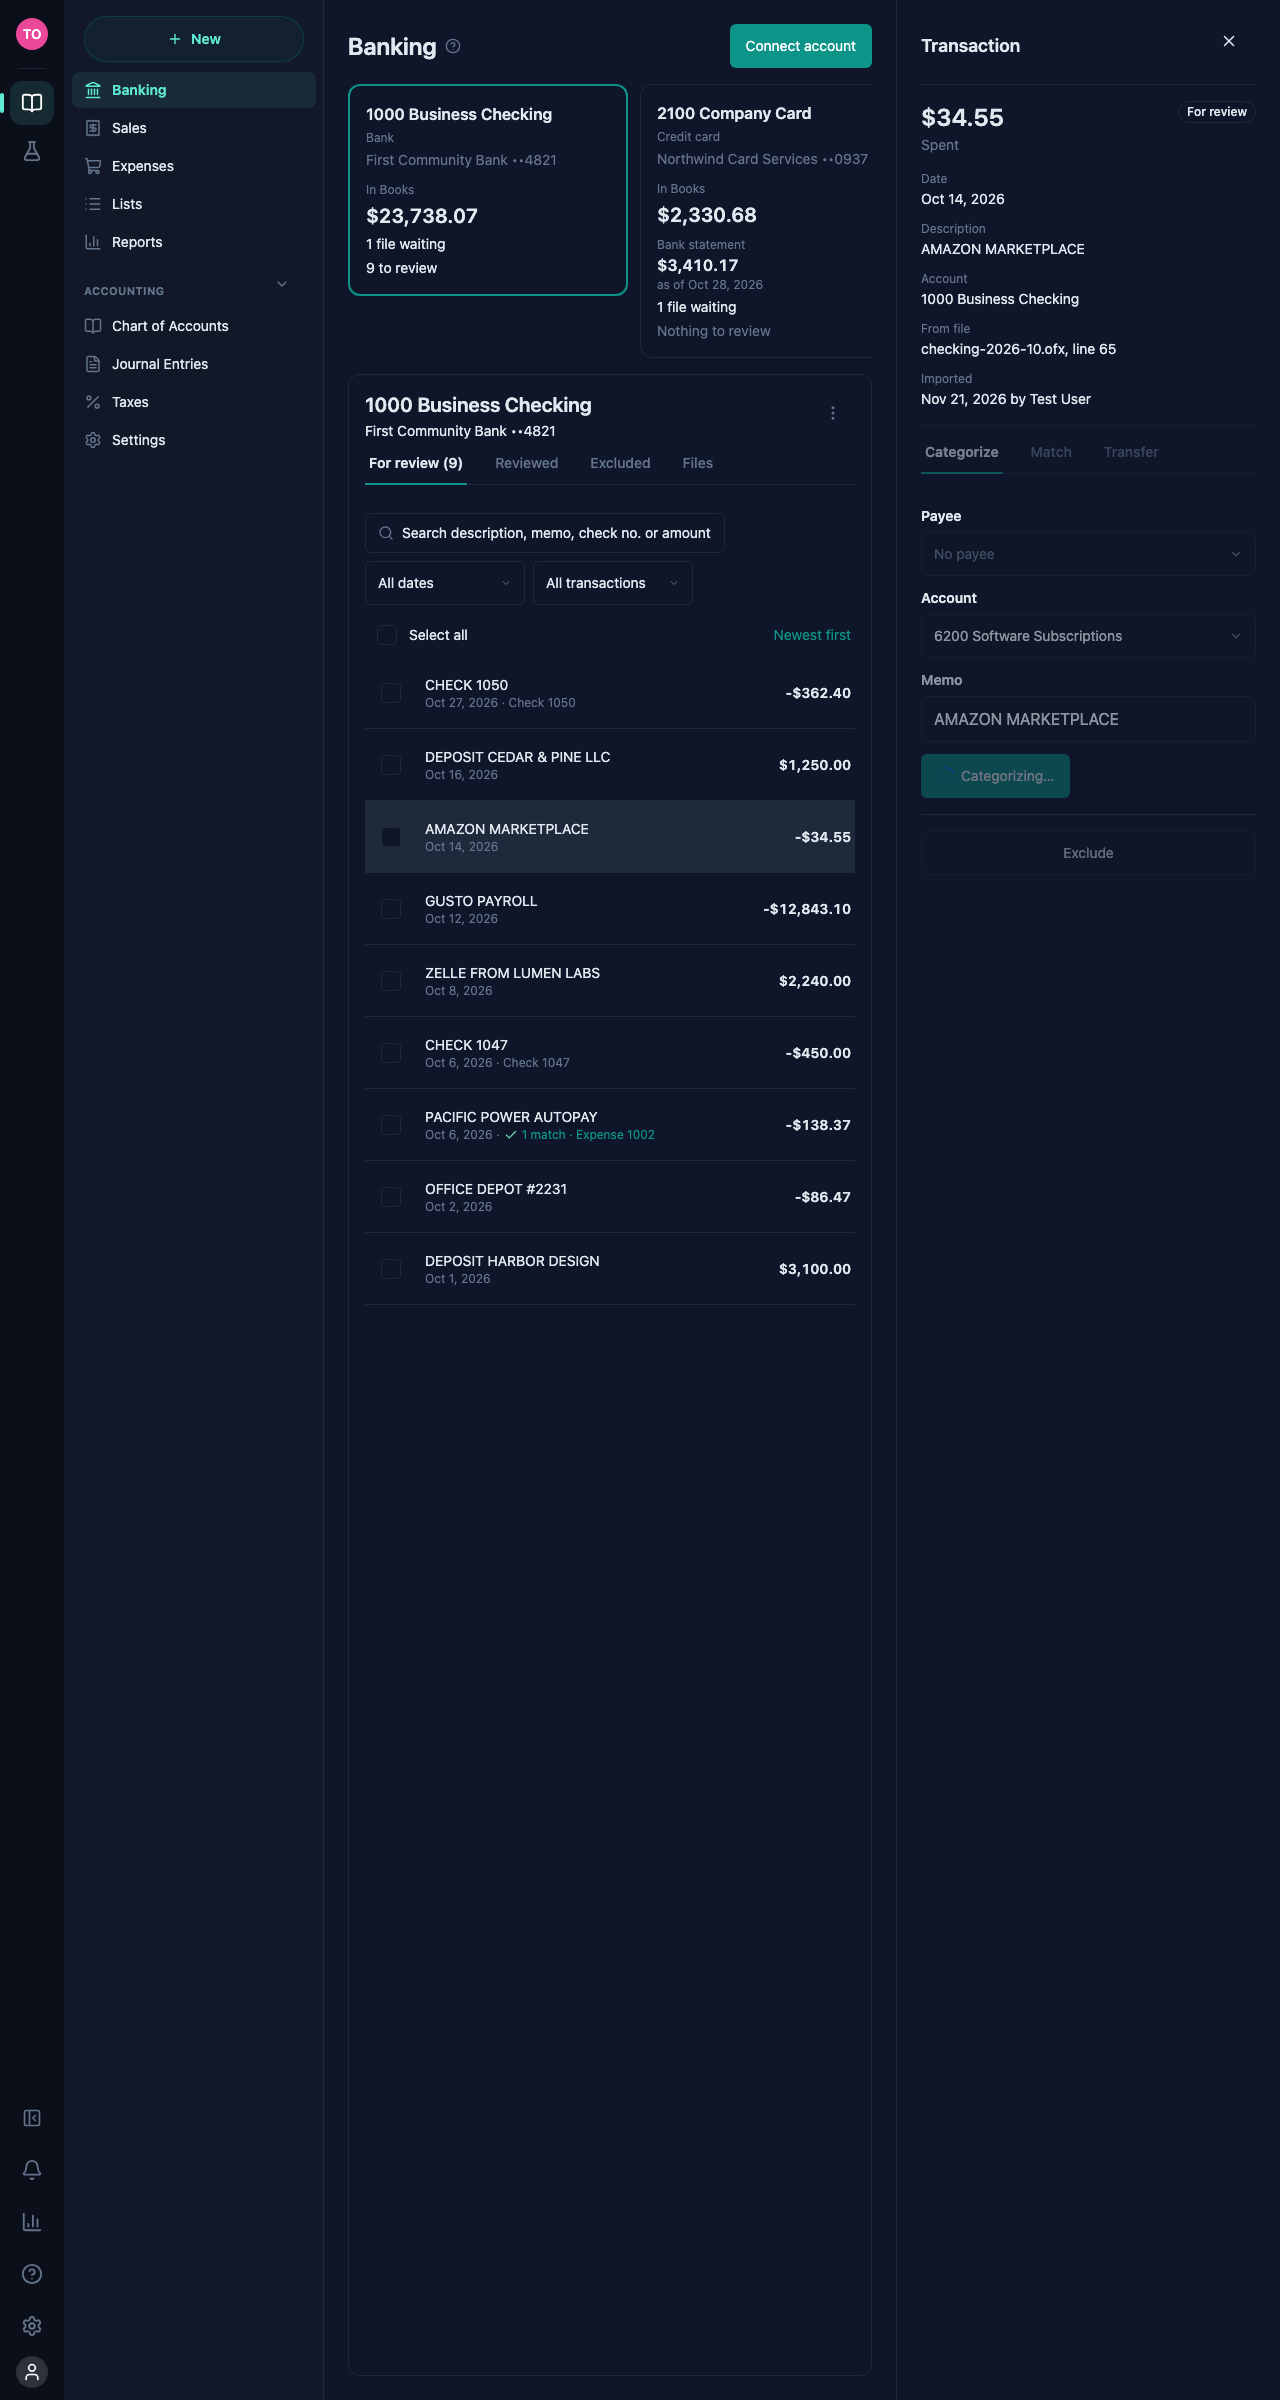 TO
New
Banking
Sales
Expenses
Lists
Reports
ACCOUNTING
Chart of Accounts
Journal Entries
Taxes
Settings
Banking
Connect account
1000 Business Checking
Bank
First Community Bank ••4821
In Books
$23,738.07
1 file waiting
9 to review
2100 Company Card
Credit card
Northwind Card Services ••0937
In Books
$2,330.68
Bank statement
$3,410.17
as of Oct 28, 2026
1 file waiting
Nothing to review
1000 Business Checking
First Community Bank ••4821
For review (9) Reviewed Excluded Files
Search description, memo, check no. or amount
All dates All transactions
Select all Newest first
CHECK 1050 -$362.40
Oct 27, 2026 · Check 1050
DEPOSIT CEDAR & PINE LLC $1,250.00
Oct 16, 2026
AMAZON MARKETPLACE -$34.55
Oct 14, 2026
GUSTO PAYROLL -$12,843.10
Oct 12, 2026
ZELLE FROM LUMEN LABS $2,240.00
Oct 8, 2026
CHECK 1047 -$450.00
Oct 6, 2026 · Check 1047
PACIFIC POWER AUTOPAY -$138.37
Oct 6, 2026 · 1 match · Expense 1002
OFFICE DEPOT #2231 -$86.47
Oct 2, 2026
DEPOSIT HARBOR DESIGN $3,100.00
Oct 1, 2026
Transaction
$34.55 For review
Spent
Date
Oct 14, 2026
Description
AMAZON MARKETPLACE
Account
1000 Business Checking
From file
checking-2026-10.ofx, line 65
Imported
Nov 21, 2026 by Test User
Categorize Match Transfer
Payee
No payee
Account
6200 Software Subscriptions
Memo
AMAZON MARKETPLACE
Categorizing...
Exclude